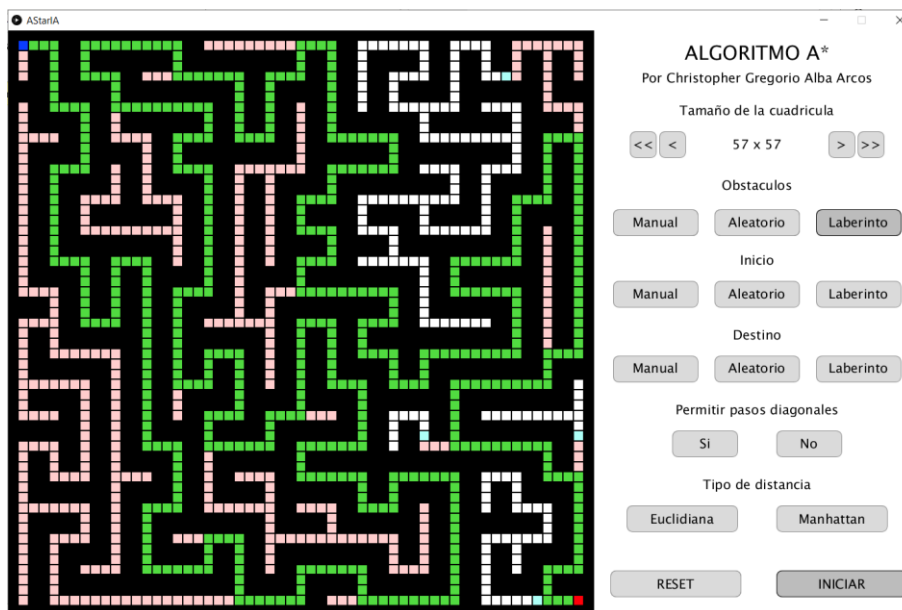 AStarIA
ALGORITMO A*
Por Christopher Gregorio Alba Arcos
Tamaño de la cuadricula
<< < 57 x 57 > >>
Obstaculos
Manual Aleatorio Laberinto
Inicio
Manual Aleatorio Laberinto
Destino
Manual Aleatorio Laberinto
Permitir pasos diagonales
Si No
Tipo de distancia
Euclidiana Manhattan
RESET INICIAR